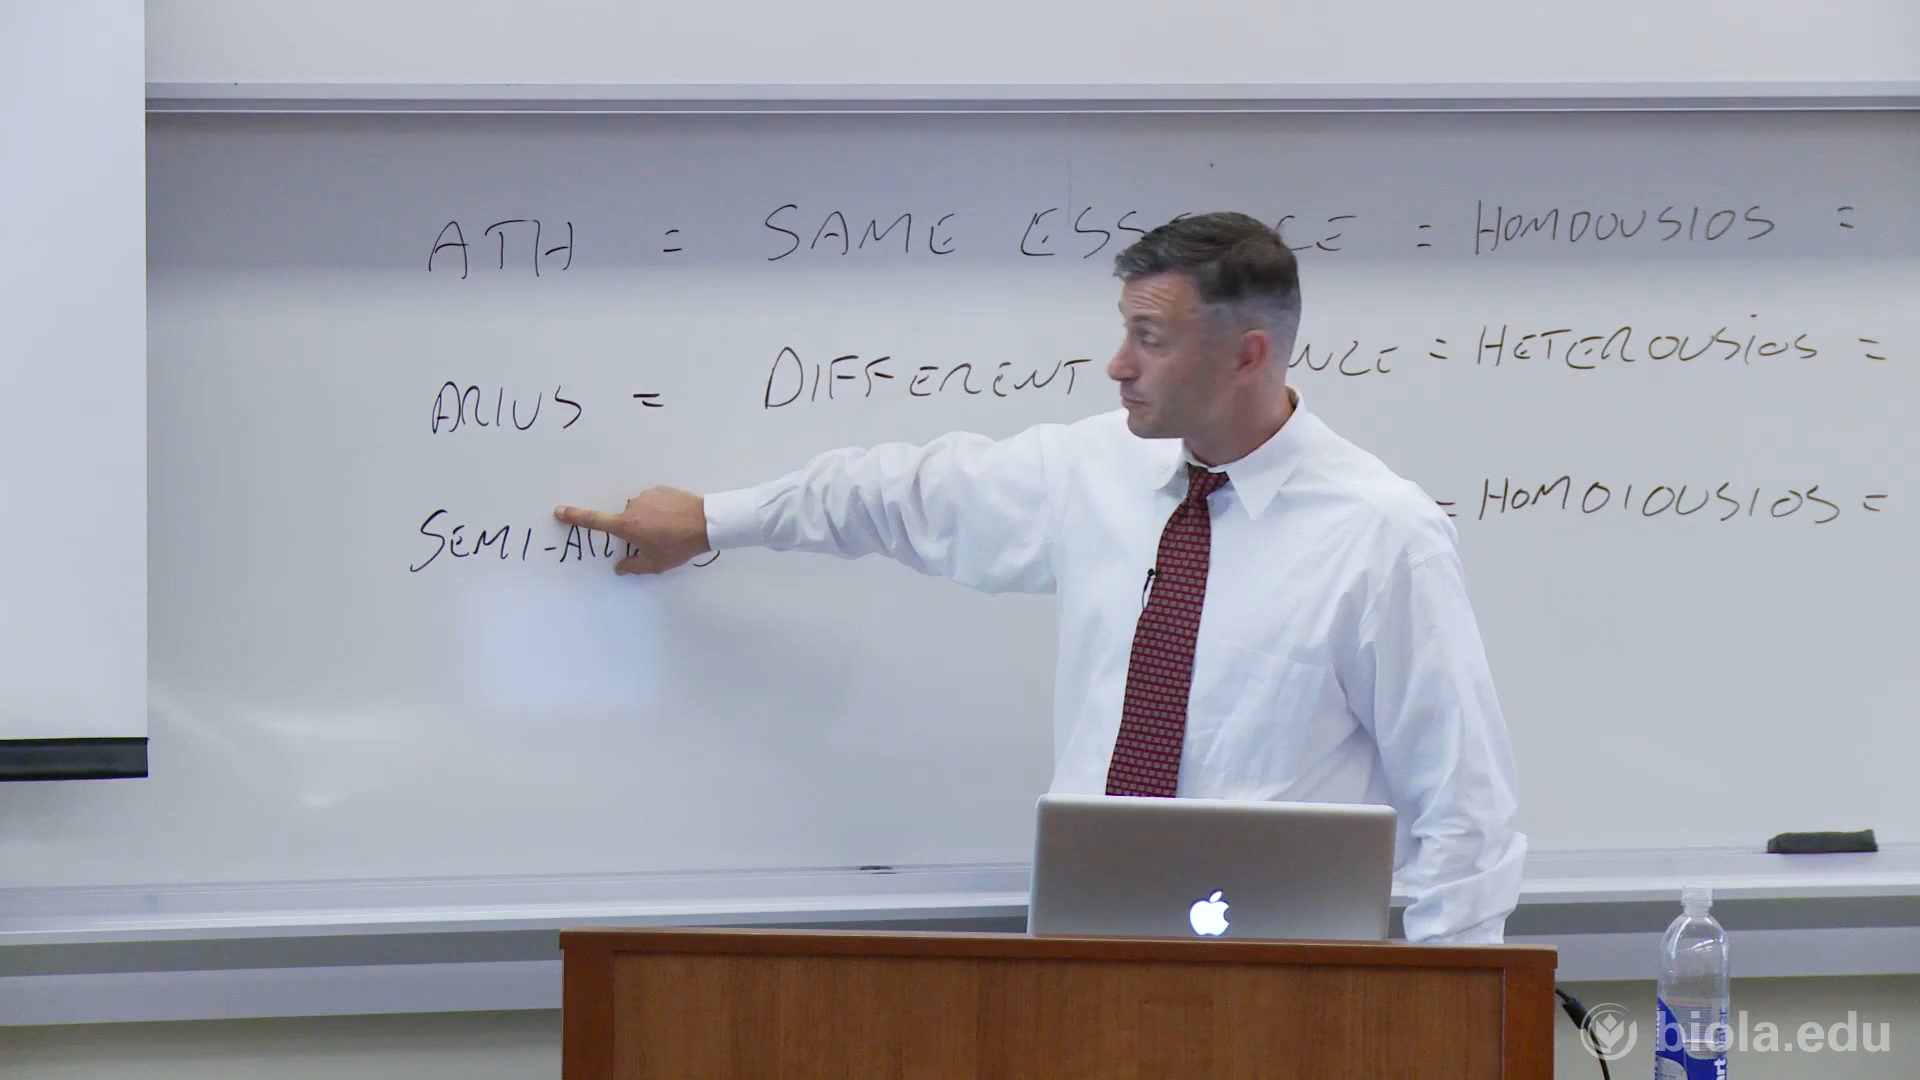 ATH = SAME = HOMOOUSIOS =
ARIUS = DIFFERENT = HETEROUSIOS =
SEMI- = HOMOIOUSIOS =
biola.edu